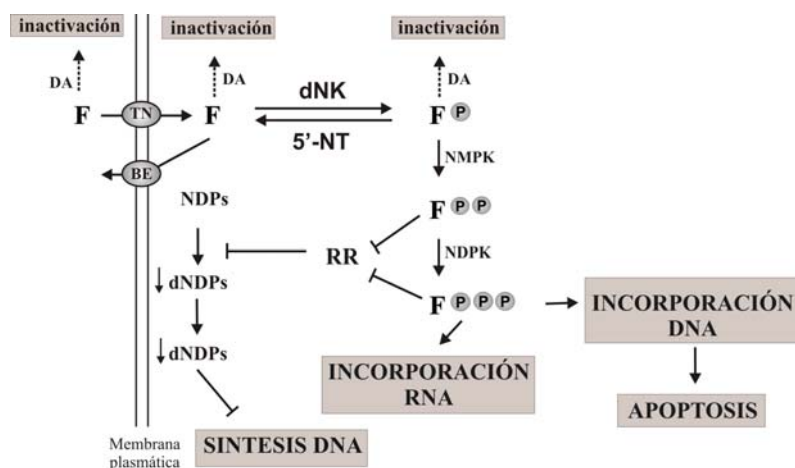 inactivación
inactivación
inactivación
DA
DA
DA
dNK
F
TN
F
F P
5'-NT
BE
NMPK
NDPs
F P P
RR
NDPK
dNDPs
F P P P
INCORPORACIÓN
DNA
dNDPs
INCORPORACIÓN
RNA
APOPTOSIS
Membrana
plasmática
SINTESIS DNA